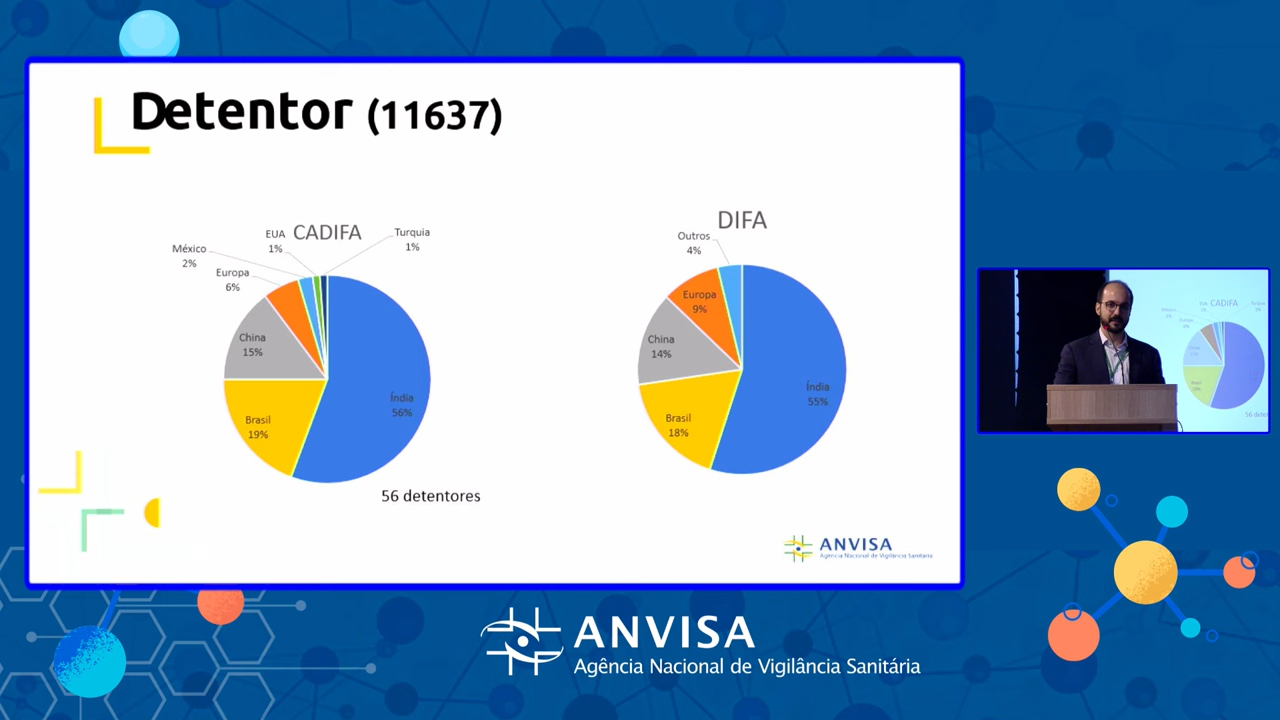 Detentor (11637)
CADIFA
EUA
1%
Turquia
1%
México
2%
Europa
6%
China
15%
Brasil
19%
Índia
56%
56 detentores
DIFA
Outros
4%
Europa
9%
China
14%
Brasil
18%
Índia
55%
ANVISA
Agência Nacional de Vigilância Sanitária
CADIFA
ANVISA
Agência Nacional de Vigilância Sanitária